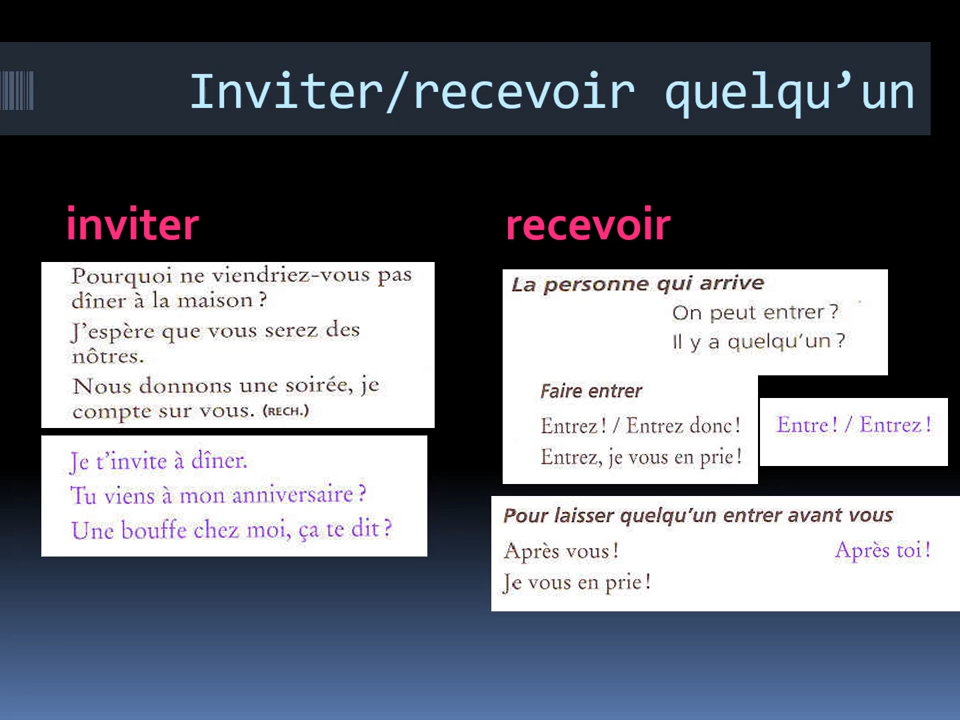 Inviter/recevoir quelqu’un
inviter
Pourquoi ne viendriez-vous pas
dîner à la maison ?
J’espère que vous serez des
nôtres.
Nous donnons une soirée, je
compte sur vous. (RECH.)
Je t’invite à dîner.
Tu viens à mon anniversaire ?
Une bouffe chez moi, ça te dit ?
recevoir
La personne qui arrive
On peut entrer ?
Il y a quelqu’un ?
Faire entrer
Entrez ! / Entrez donc !
Entrez, je vous en prie !
Entre ! / Entrez !
Pour laisser quelqu’un entrer avant vous
Après vous !
Je vous en prie !
Après toi !